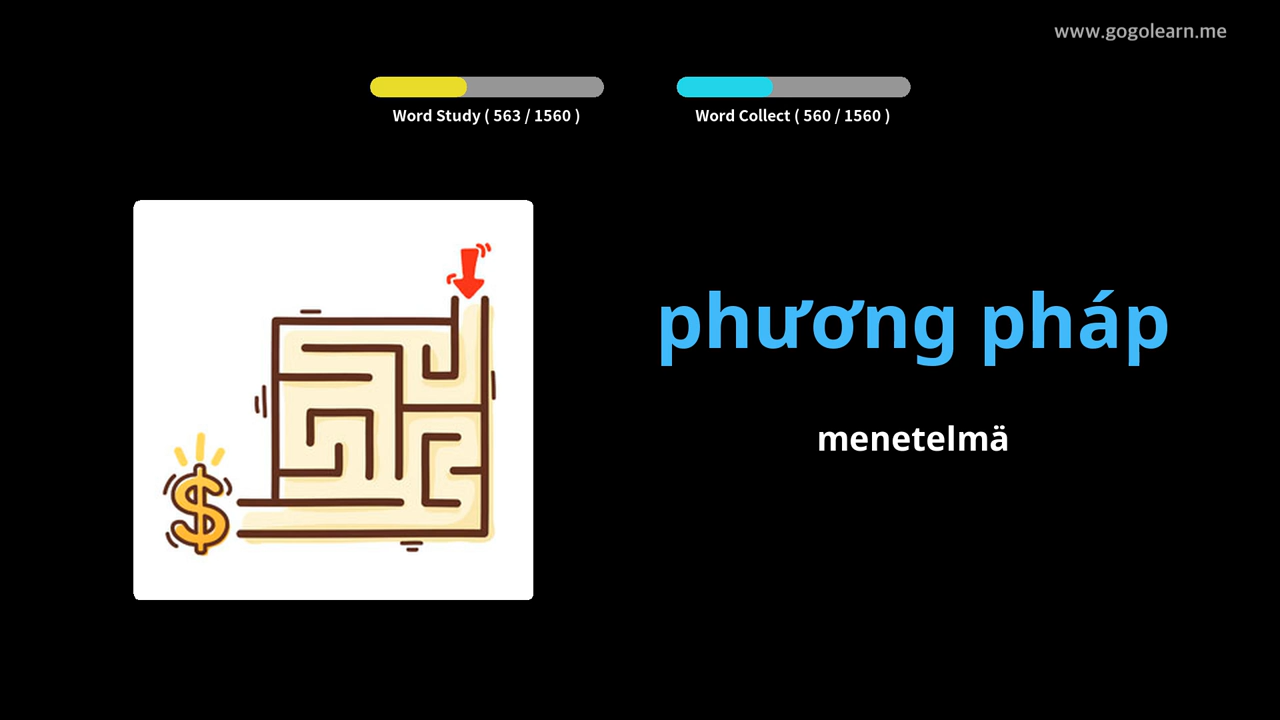 www.gogolearn.me
Word Study ( 563 / 1560 )
Word Collect ( 560 / 1560 )
$
phương pháp
menetelmä